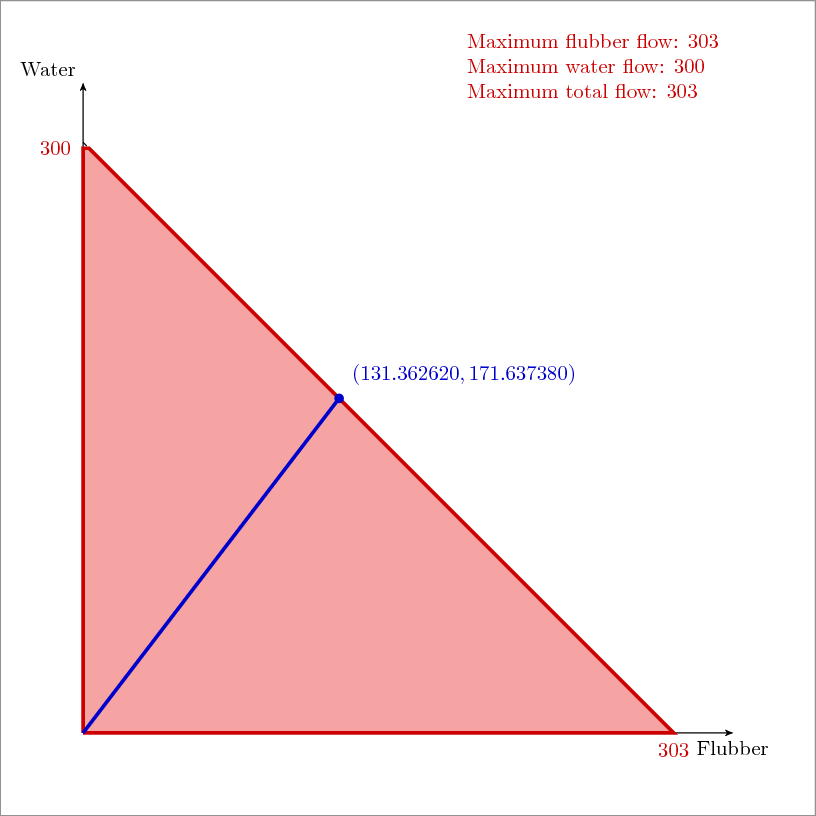 Maximum flubber flow: 303
Maximum water flow: 300
Maximum total flow: 303
Water
300
(131.362620, 171.637380)
303
Flubber